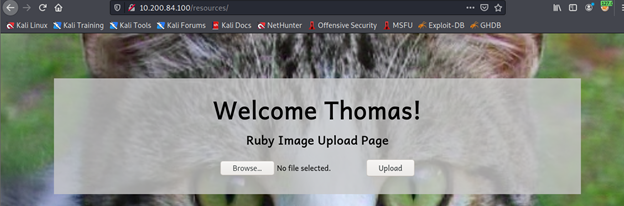 10.200.84.100/resources/
Kali Linux Kali Training Kali Tools Kali Forums Kali Docs NetHunter Offensive Security MSFU Exploit-DB GHDB
Welcome Thomas!
Ruby Image Upload Page
Browse... No file selected. Upload